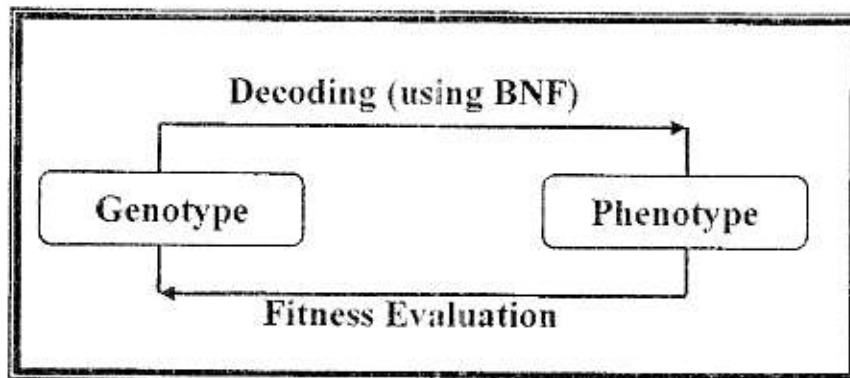 Decoding (using BNF)
Genotype
Phenotype
Fitness Evaluation